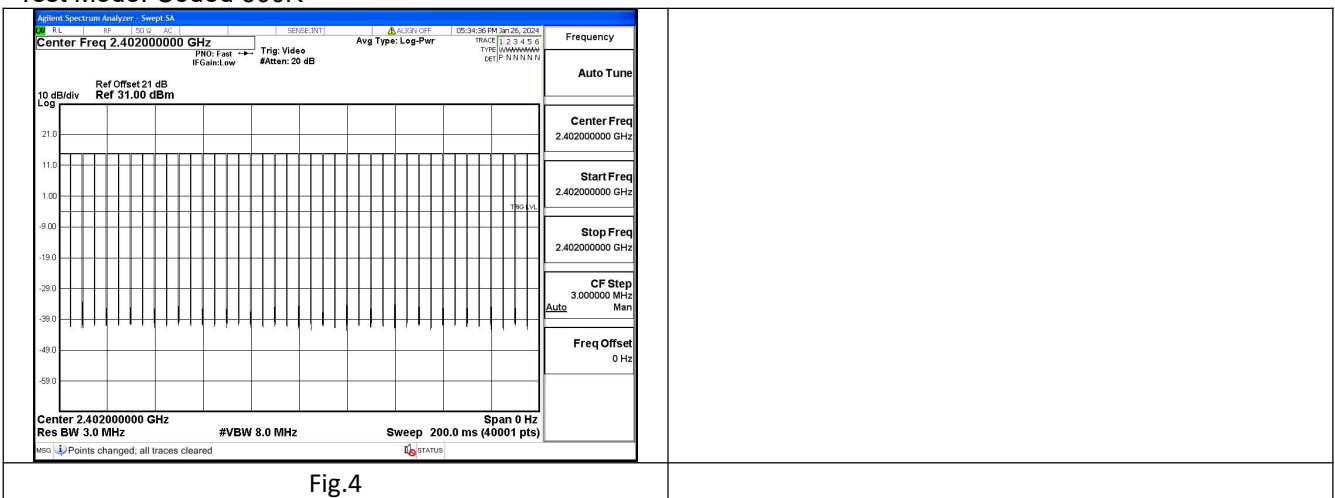 Agilent Spectrum Analyzer - Swept SA
RL RF 50 Ω AC SENSE:INT ALIGN OFF 05:34:36 PM Jan 26, 2024
Center Freq 2.402000000 GHz
PNO: Fast
IFGain:Low
Trig: Video
#Atten: 20 dB
Avg Type: Log-Pwr
TRACE 1 2 3 4 5 6
TYPE
DET P N N N N N
Frequency
Auto Tune
Ref Offset 21 dB
10 dB/div Ref 31.00 dBm
Log
21.0
11.0
1.00
-9.00
-19.0
-29.0
-39.0
-49.0
-59.0
TRIG LVL
Center Freq
2.402000000 GHz
Start Freq
2.402000000 GHz
Stop Freq
2.402000000 GHz
CF Step
3.000000 MHz
Auto Man
Freq Offset
0 Hz
Center 2.402000000 GHz Span 0 Hz
Res BW 3.0 MHz #VBW 8.0 MHz Sweep 200.0 ms (40001 pts)
MSG Points changed; all traces cleared STATUS
Fig.4